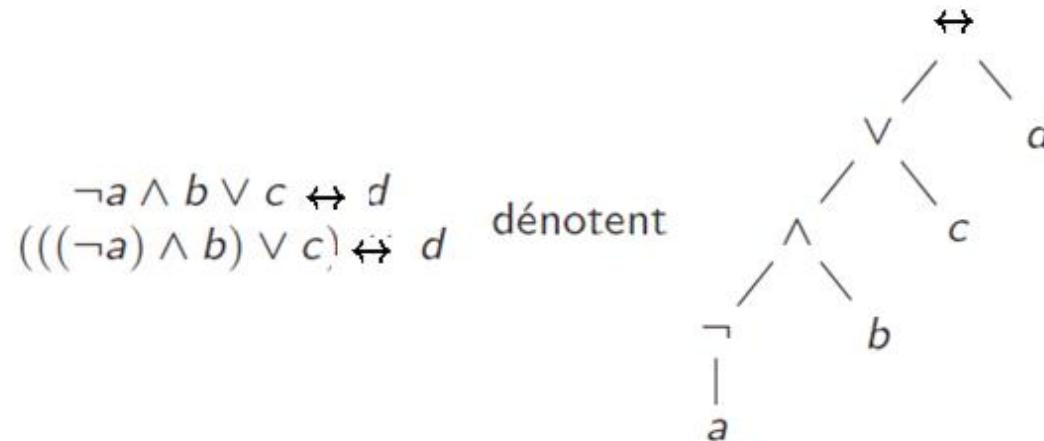 ¬a ∧ b ∨ c ↔ d
(((¬a) ∧ b) ∨ c) ↔ d
dénotent
↔
∨ d
∧ c
¬ b
a